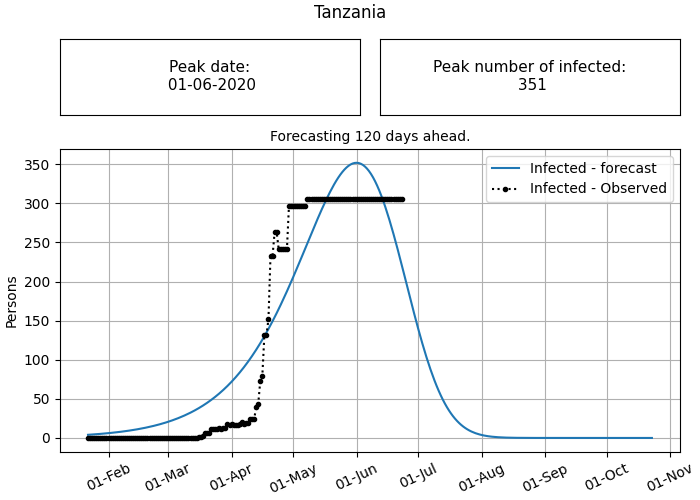 Tanzania
Peak date:
01-06-2020
Peak number of infected:
351
Forecasting 120 days ahead.
Infected - forecast
Infected - Observed
Persons
350
300
250
200
150
100
50
0
01-Feb
01-Mar
01-Apr
01-May
01-Jun
01-Jul
01-Aug
01-Sep
01-Oct
01-Nov